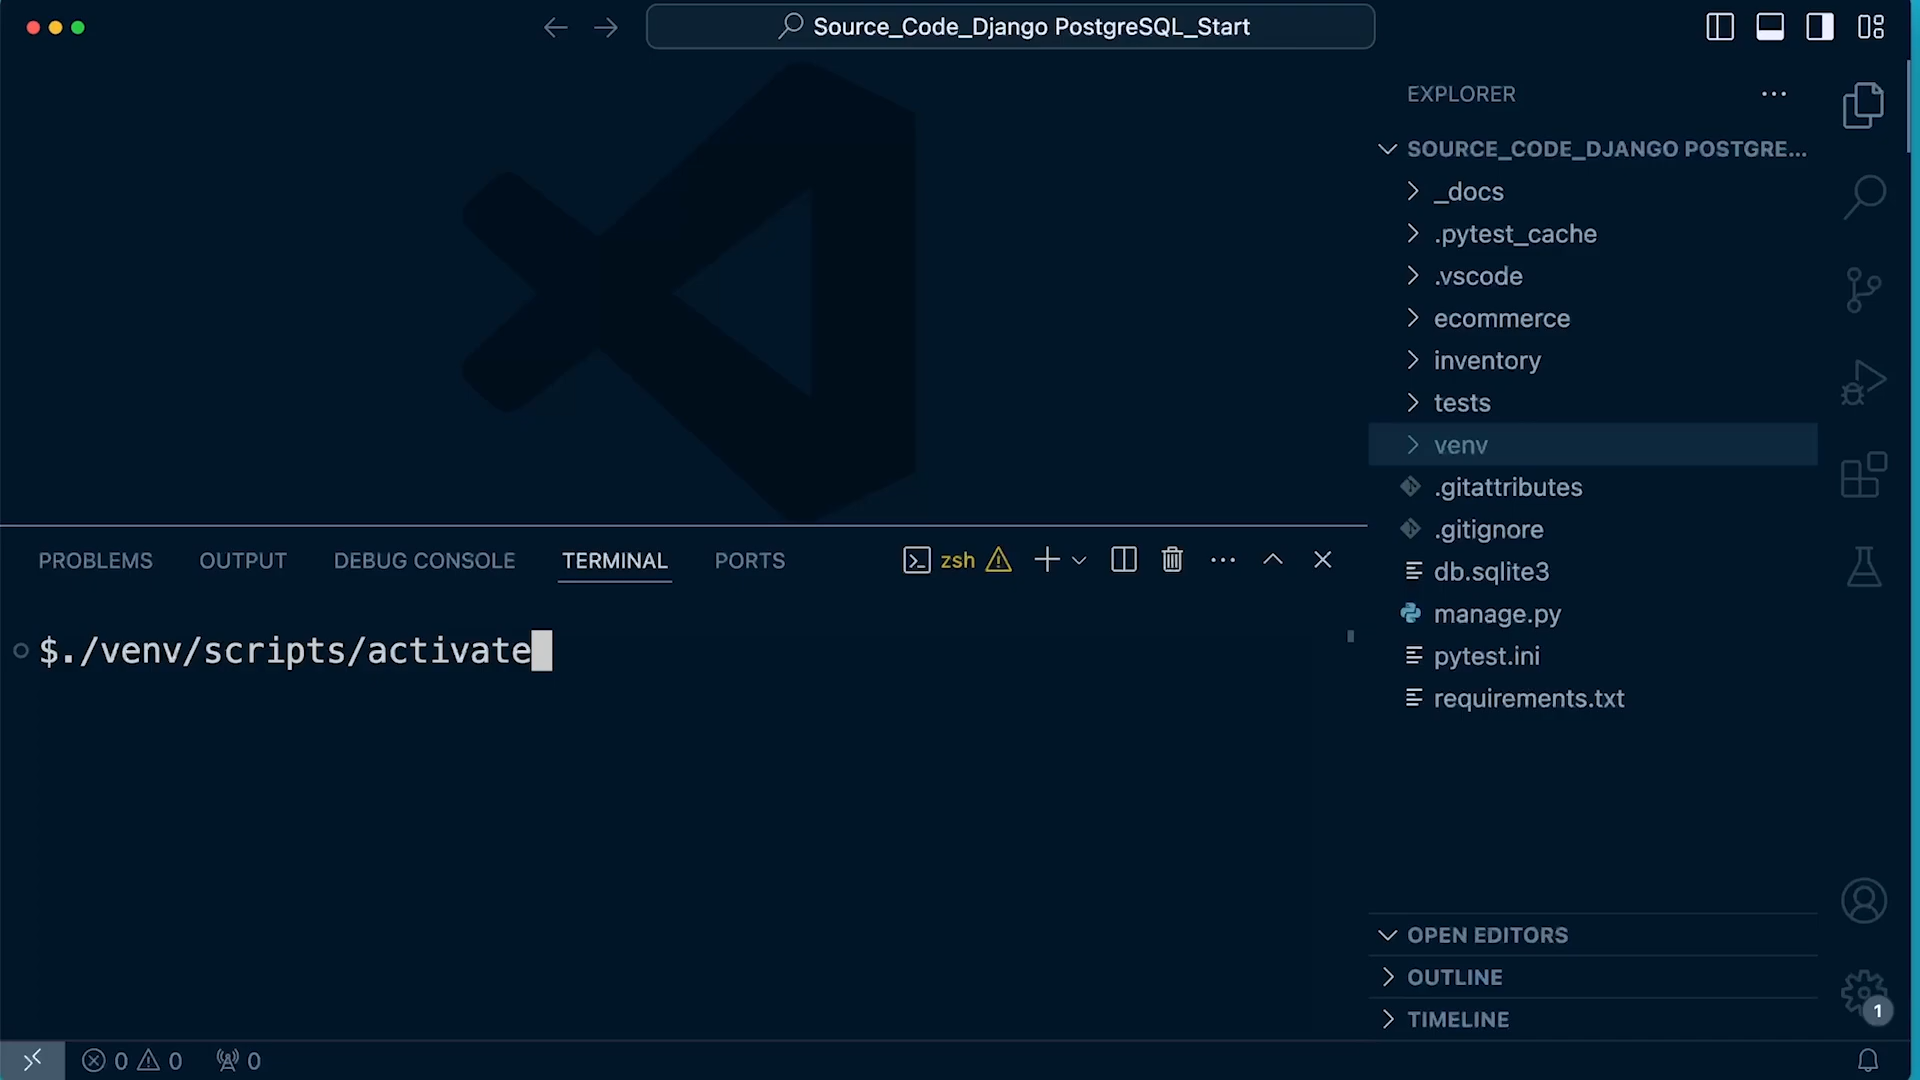 Source_Code_Django PostgreSQL_Start
EXPLORER
SOURCE_CODE_DJANGO POSTGRE...
_docs
.pytest_cache
.vscode
ecommerce
inventory
tests
venv
.gitattributes
.gitignore
db.sqlite3
manage.py
pytest.ini
requirements.txt
OPEN EDITORS
OUTLINE
TIMELINE
1
PROBLEMS OUTPUT DEBUG CONSOLE TERMINAL PORTS zsh
$./venv/scripts/activate
0 0 0